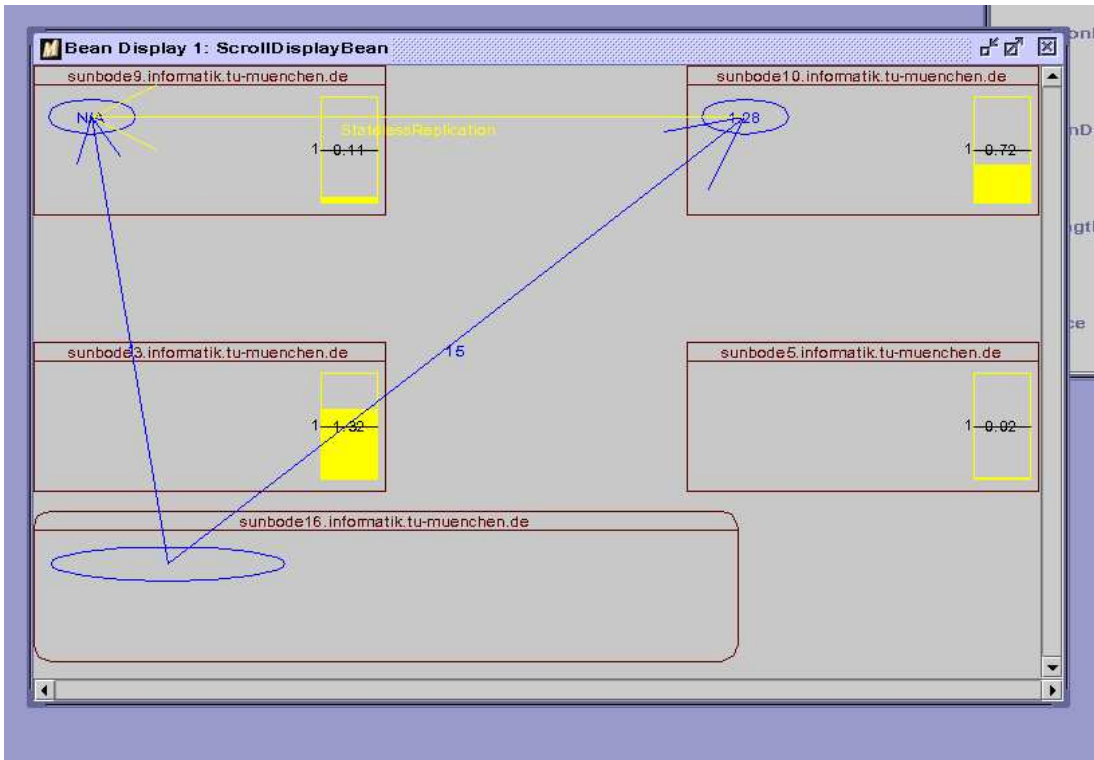 Bean Display 1: ScrollDisplayBean
sunbode9.informatik.tu-muenchen.de
sunbode10.informatik.tu-muenchen.de
N/A
StatelessReplication
1.28
1 0.11
1 0.72
sunbode3.informatik.tu-muenchen.de
15
sunbode5.informatik.tu-muenchen.de
1 1.32
1 0.02
sunbode16.informatik.tu-muenchen.de